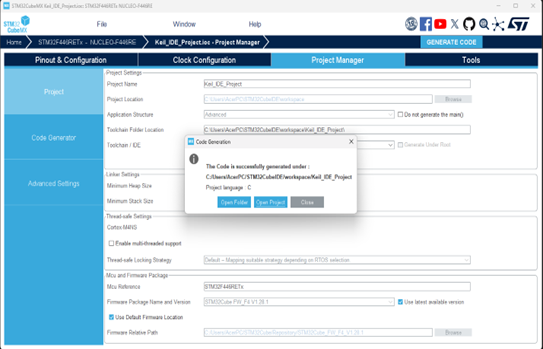 STM32CubeMX Keil_IDE_Project.ioc: STM32F446RETx NUCLEO-F446RE
STM32 CubeMX
File Window Help
Home STM32F446RETx - NUCLEO-F446RE Keil_IDE_Project.ioc - Project Manager GENERATE CODE
Pinout & Configuration Clock Configuration Project Manager Tools
Project
Code Generator
Advanced Settings
Project Settings
Project Name Keil_IDE_Project
Project Location C:\Users\AcerPC\STM32CubeIDE\workspace Browse
Application Structure Advanced Do not generate the main()
Toolchain Folder Location C:\Users\AcerPC\STM32CubeIDE\workspace\Keil_IDE_Project\
Toolchain / IDE Generate Under Root
Code Generation
The Code is successfully generated under :
C:/Users/AcerPC/STM32CubeIDE/workspace/Keil_IDE_Project
Project language : C
Open Folder Open Project Close
Linker Settings
Minimum Heap Size
Minimum Stack Size
Thread-safe Settings
Cortex-M4NS
Enable multi-threaded support
Thread-safe Locking Strategy Default – Mapping suitable strategy depending on RTOS selection.
Mcu and Firmware Package
Mcu Reference STM32F446RETx
Firmware Package Name and Version STM32Cube FW_F4 V1.28.1 Use latest available version
Use Default Firmware Location
Firmware Relative Path C:/Users/AcerPC/STM32Cube/Repository/STM32Cube_FW_F4_V1.28.1 Browse